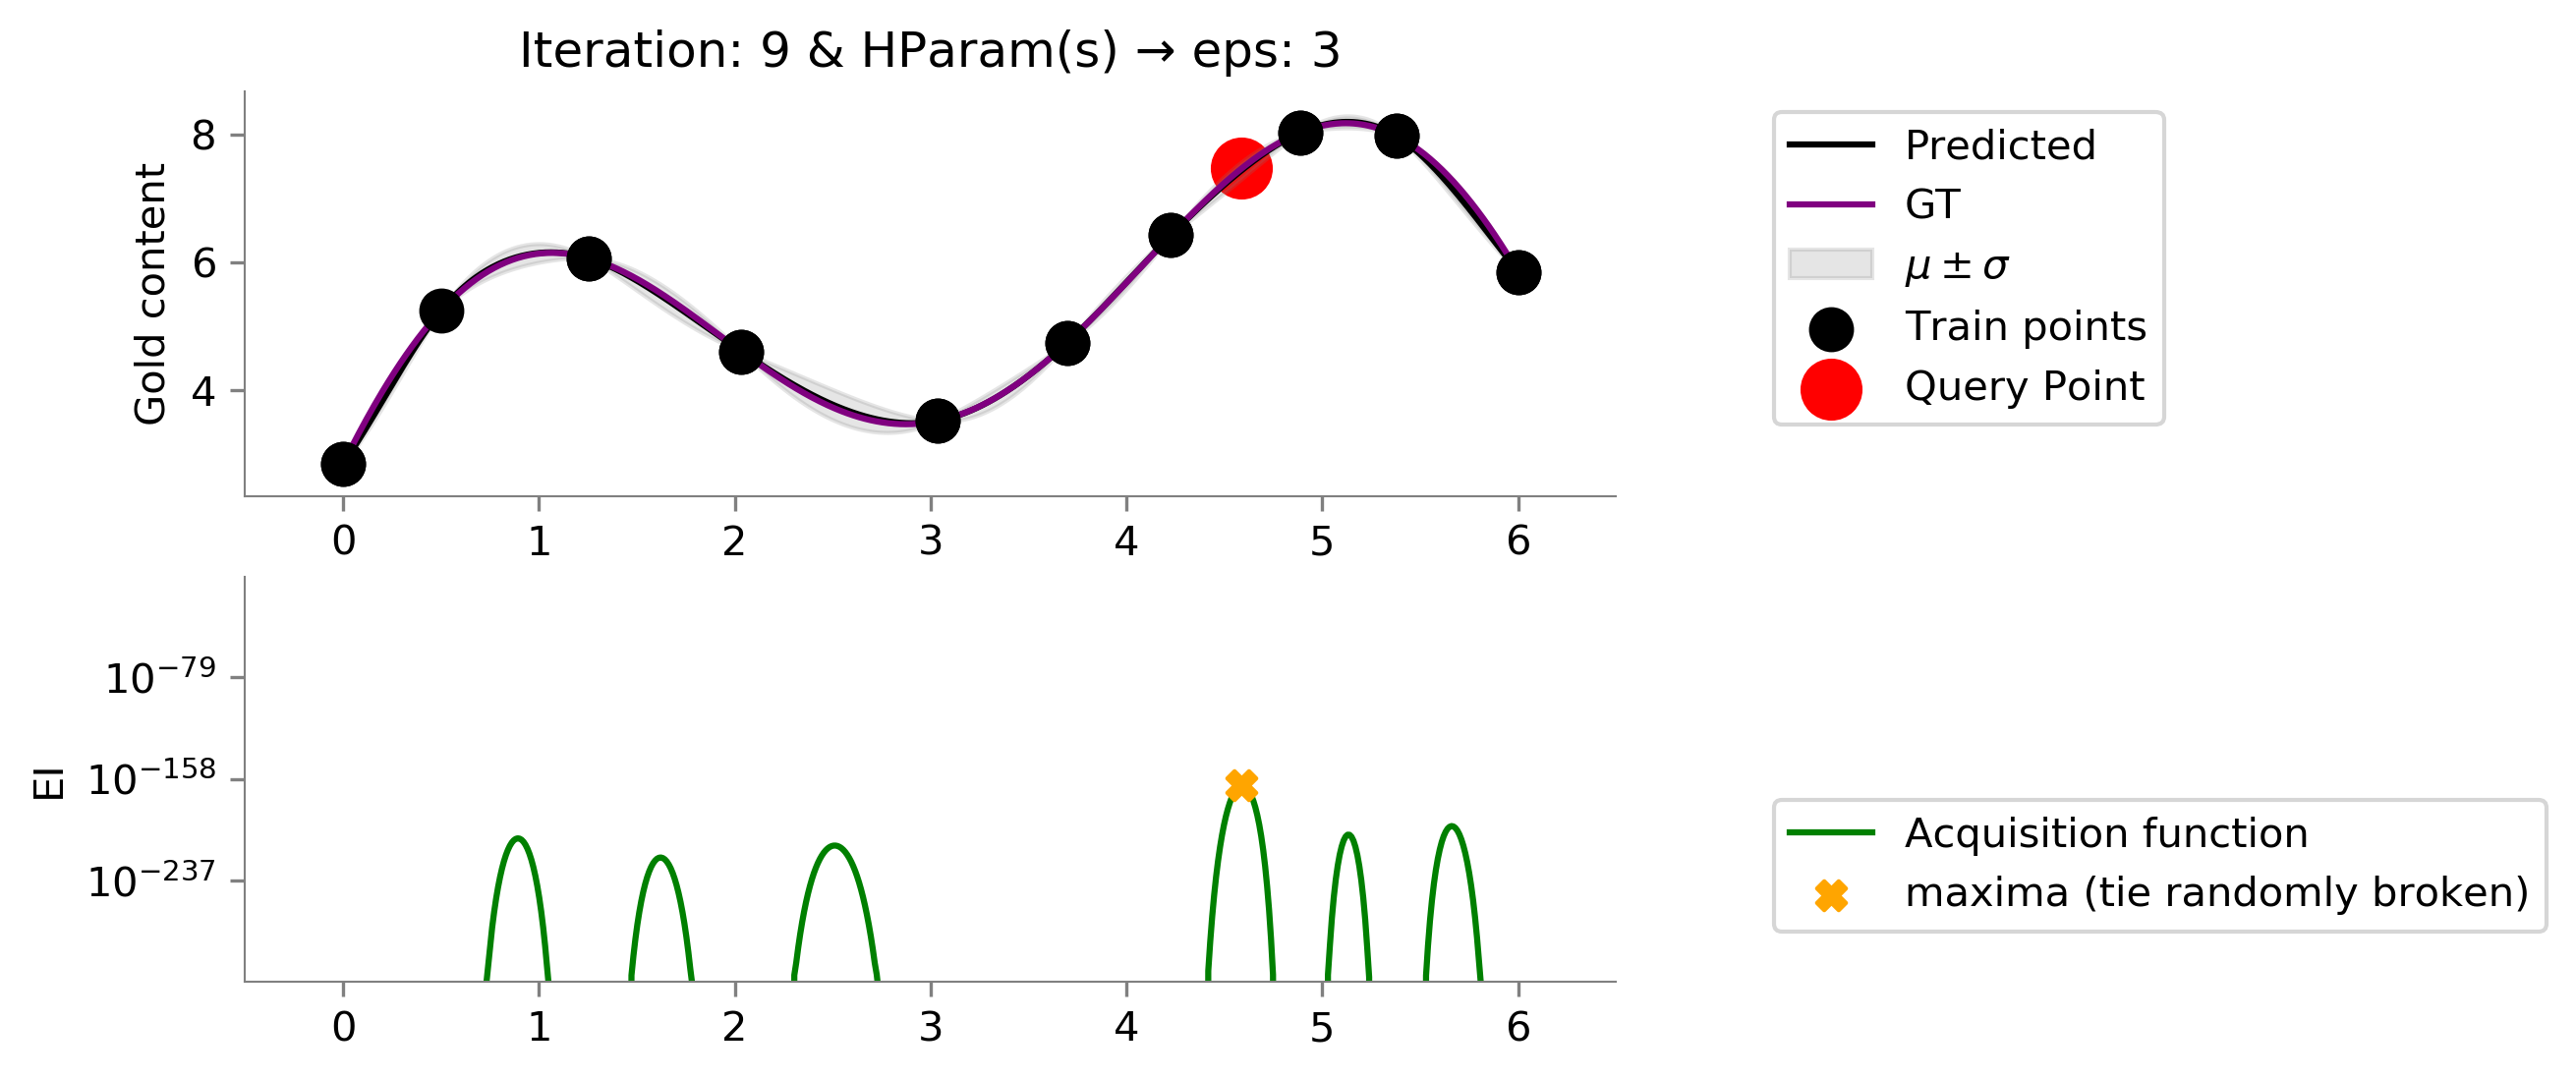 Iteration: 9 & HParam(s) → eps: 3
Gold content
8
6
4
0 1 2 3 4 5 6
Predicted
GT
μ ± σ
Train points
Query Point
EI
10⁻⁷⁹
10⁻¹⁵⁸
10⁻²³⁷
0 1 2 3 4 5 6
Acquisition function
maxima (tie randomly broken)